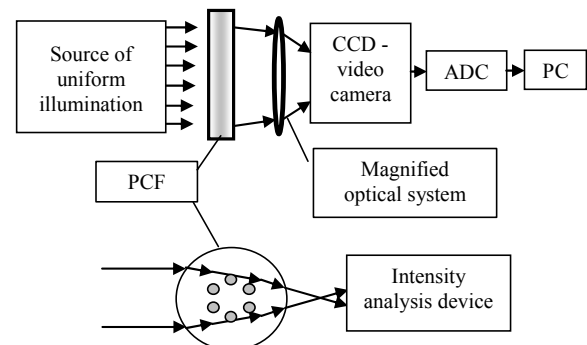 Source of
uniform
illumination
CCD -
video
camera
ADC
PC
PCF
Magnified
optical system
Intensity
analysis device